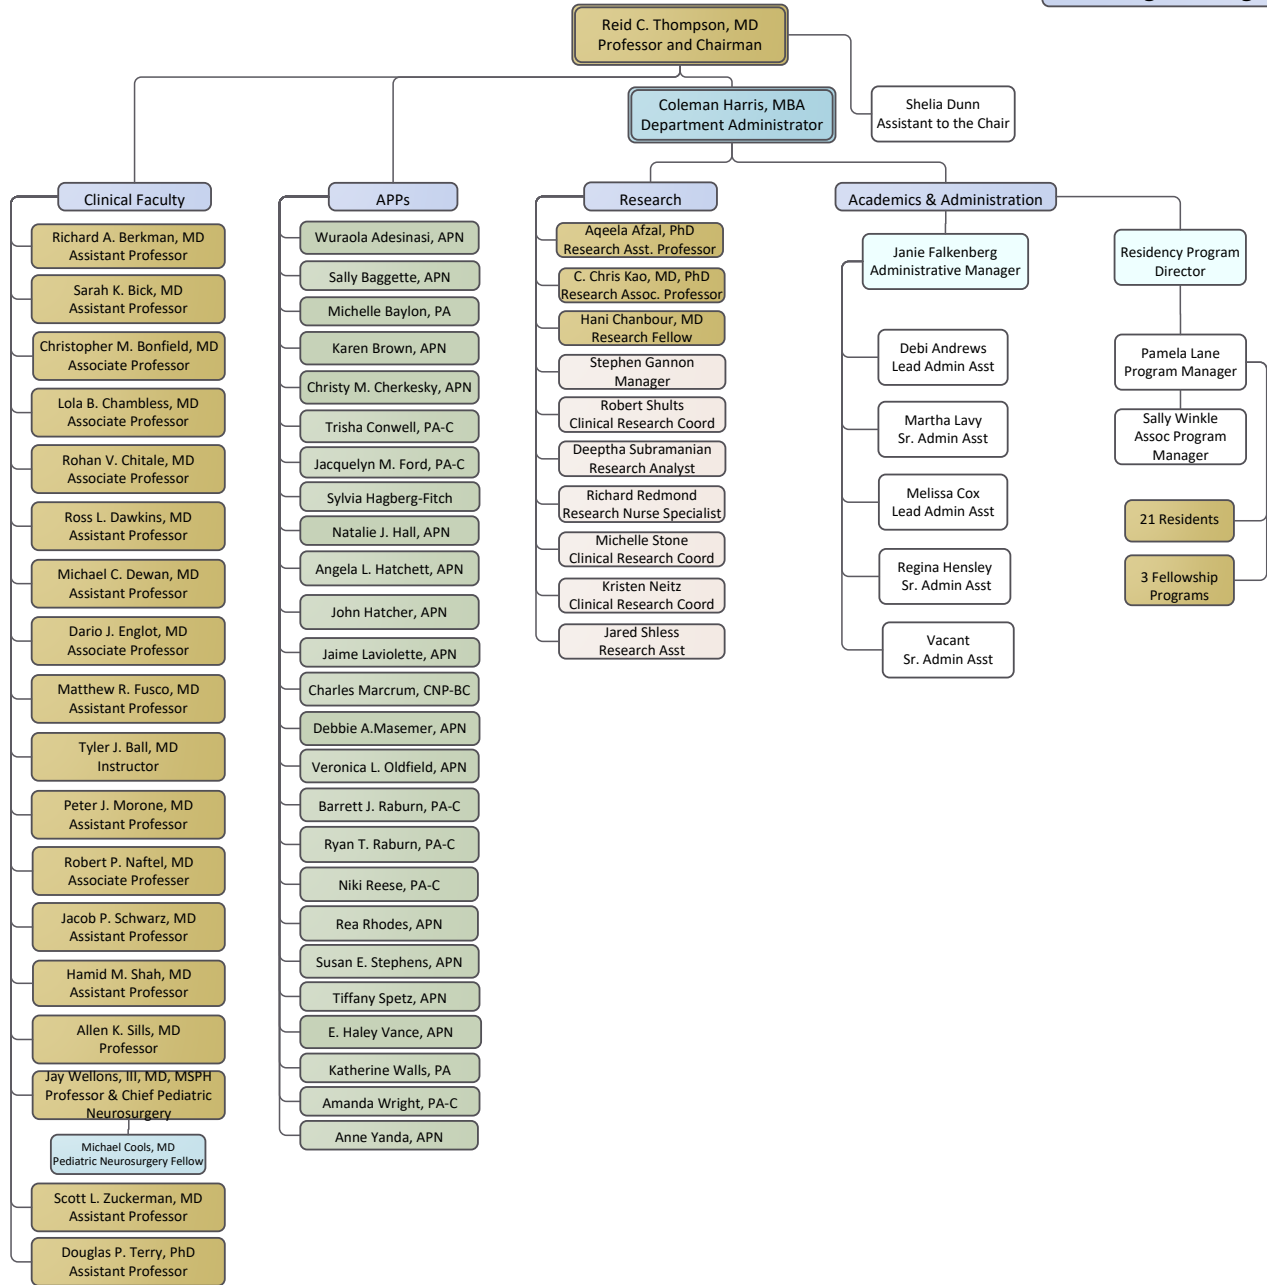 Reid C. Thompson, MD
Professor and Chairman
Coleman Harris, MBA
Department Administrator
Shelia Dunn
Assistant to the Chair
Clinical Faculty
Richard A. Berkman, MD
Assistant Professor
Sarah K. Bick, MD
Assistant Professor
Christopher M. Bonfield, MD
Associate Professor
Lola B. Chambless, MD
Associate Professor
Rohan V. Chitale, MD
Associate Professor
Ross L. Dawkins, MD
Assistant Professor
Michael C. Dewan, MD
Assistant Professor
Dario J. Englot, MD
Associate Professor
Matthew R. Fusco, MD
Assistant Professor
Tyler J. Ball, MD
Instructor
Peter J. Morone, MD
Assistant Professor
Robert P. Naftel, MD
Associate Professer
Jacob P. Schwarz, MD
Assistant Professor
Hamid M. Shah, MD
Assistant Professor
Allen K. Sills, MD
Professor
Jay Wellons, III, MD, MSPH
Professor & Chief Pediatric
Neurosurgery
Michael Cools, MD
Pediatric Neurosurgery Fellow
Scott L. Zuckerman, MD
Assistant Professor
Douglas P. Terry, PhD
Assistant Professor
APPs
Wuraola Adesinasi, APN
Sally Baggette, APN
Michelle Baylon, PA
Karen Brown, APN
Christy M. Cherkesky, APN
Trisha Conwell, PA-C
Jacquelyn M. Ford, PA-C
Sylvia Hagberg-Fitch
Natalie J. Hall, APN
Angela L. Hatchett, APN
John Hatcher, APN
Jaime Laviolette, APN
Charles Marcrum, CNP-BC
Debbie A.Masemer, APN
Veronica L. Oldfield, APN
Barrett J. Raburn, PA-C
Ryan T. Raburn, PA-C
Niki Reese, PA-C
Rea Rhodes, APN
Susan E. Stephens, APN
Tiffany Spetz, APN
E. Haley Vance, APN
Katherine Walls, PA
Amanda Wright, PA-C
Anne Yanda, APN
Research
Aqeela Afzal, PhD
Research Asst. Professor
C. Chris Kao, MD, PhD
Research Assoc. Professor
Hani Chanbour, MD
Research Fellow
Stephen Gannon
Manager
Robert Shults
Clinical Research Coord
Deeptha Subramanian
Research Analyst
Richard Redmond
Research Nurse Specialist
Michelle Stone
Clinical Research Coord
Kristen Neitz
Clinical Research Coord
Jared Shless
Research Asst
Academics & Administration
Janie Falkenberg
Administrative Manager
Debi Andrews
Lead Admin Asst
Martha Lavy
Sr. Admin Asst
Melissa Cox
Lead Admin Asst
Regina Hensley
Sr. Admin Asst
Vacant
Sr. Admin Asst
Residency Program
Director
Pamela Lane
Program Manager
Sally Winkle
Assoc Program
Manager
21 Residents
3 Fellowship
Programs